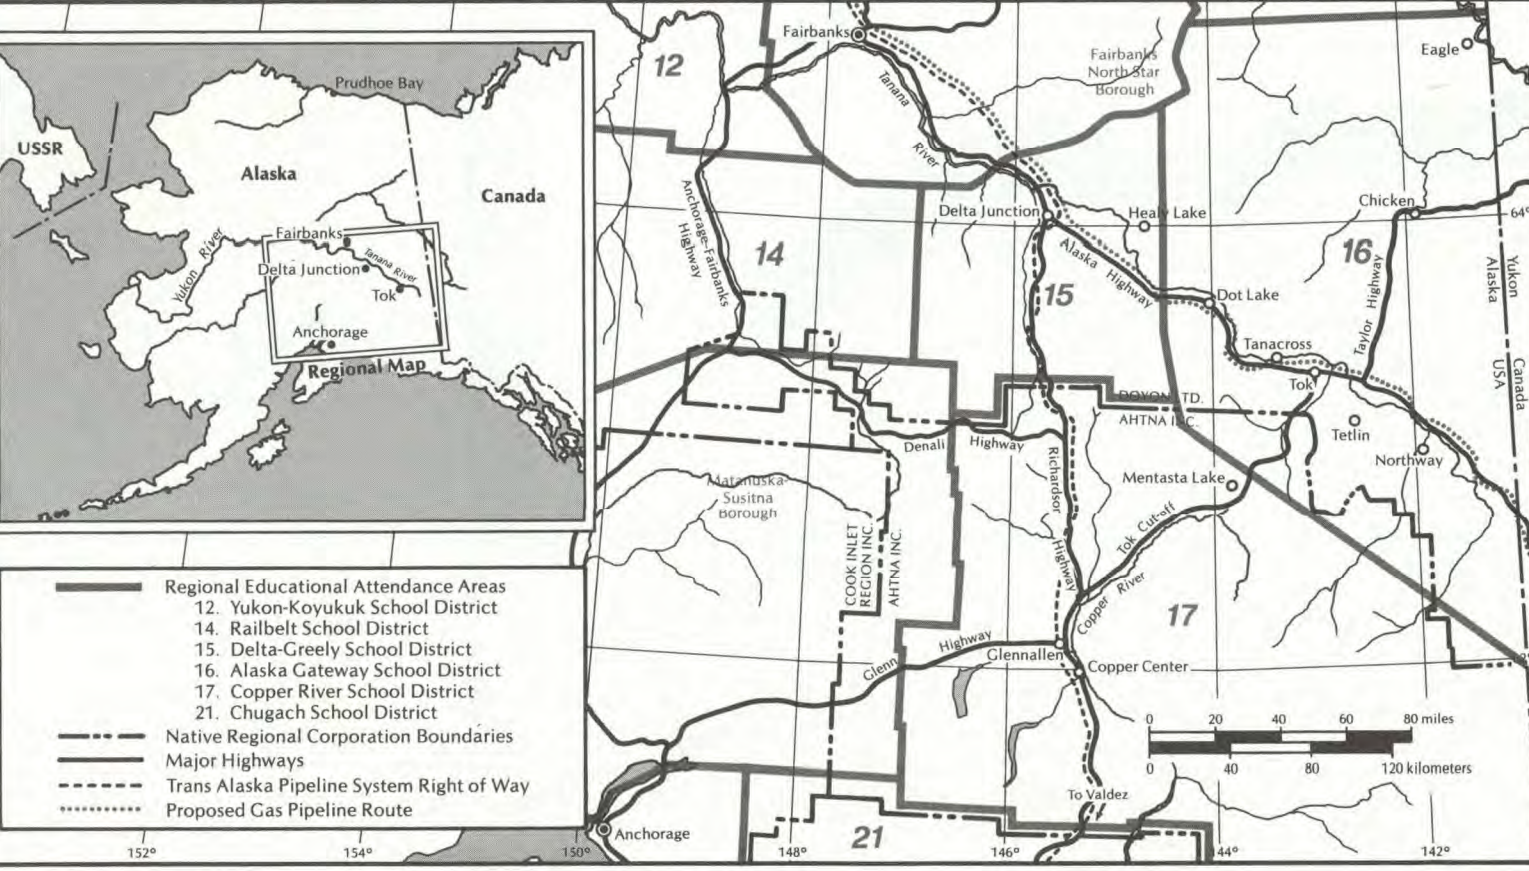 Prudhoe Bay
USSR
Alaska
Canada
Yukon River
Fairbanks
Tanana River
Delta Junction
Tok
Anchorage
Regional Map
Regional Educational Attendance Areas
12. Yukon-Koyukuk School District
14. Railbelt School District
15. Delta-Greely School District
16. Alaska Gateway School District
17. Copper River School District
21. Chugach School District
Native Regional Corporation Boundaries
Major Highways
Trans Alaska Pipeline System Right of Way
Proposed Gas Pipeline Route
12
Fairbanks
Tanana
River
Fairbanks
North Star
Borough
Eagle
Anchorage-Fairbanks
Highway
14
Delta Junction
Healy Lake
Chicken
64°
Alaska Highway
15
16
Dot Lake
Taylor Highway
Yukon
Alaska
Canada
USA
Tanacross
Tok
DOYON LTD.
AHTNA INC.
Tetlin
Northway
Denali
Highway
Richardson
Highway
Mentasta Lake
Tok Cut-off
Matanuska-
Susitna
Borough
COOK INLET
REGION INC.
AHTNA INC.
Copper River
17
Glenn
Highway
Glennallen
Copper Center
0 20 40 60 80 miles
0 40 80 120 kilometers
To Valdez
Anchorage
21
152° 154° 150° 148° 146° 144° 142°